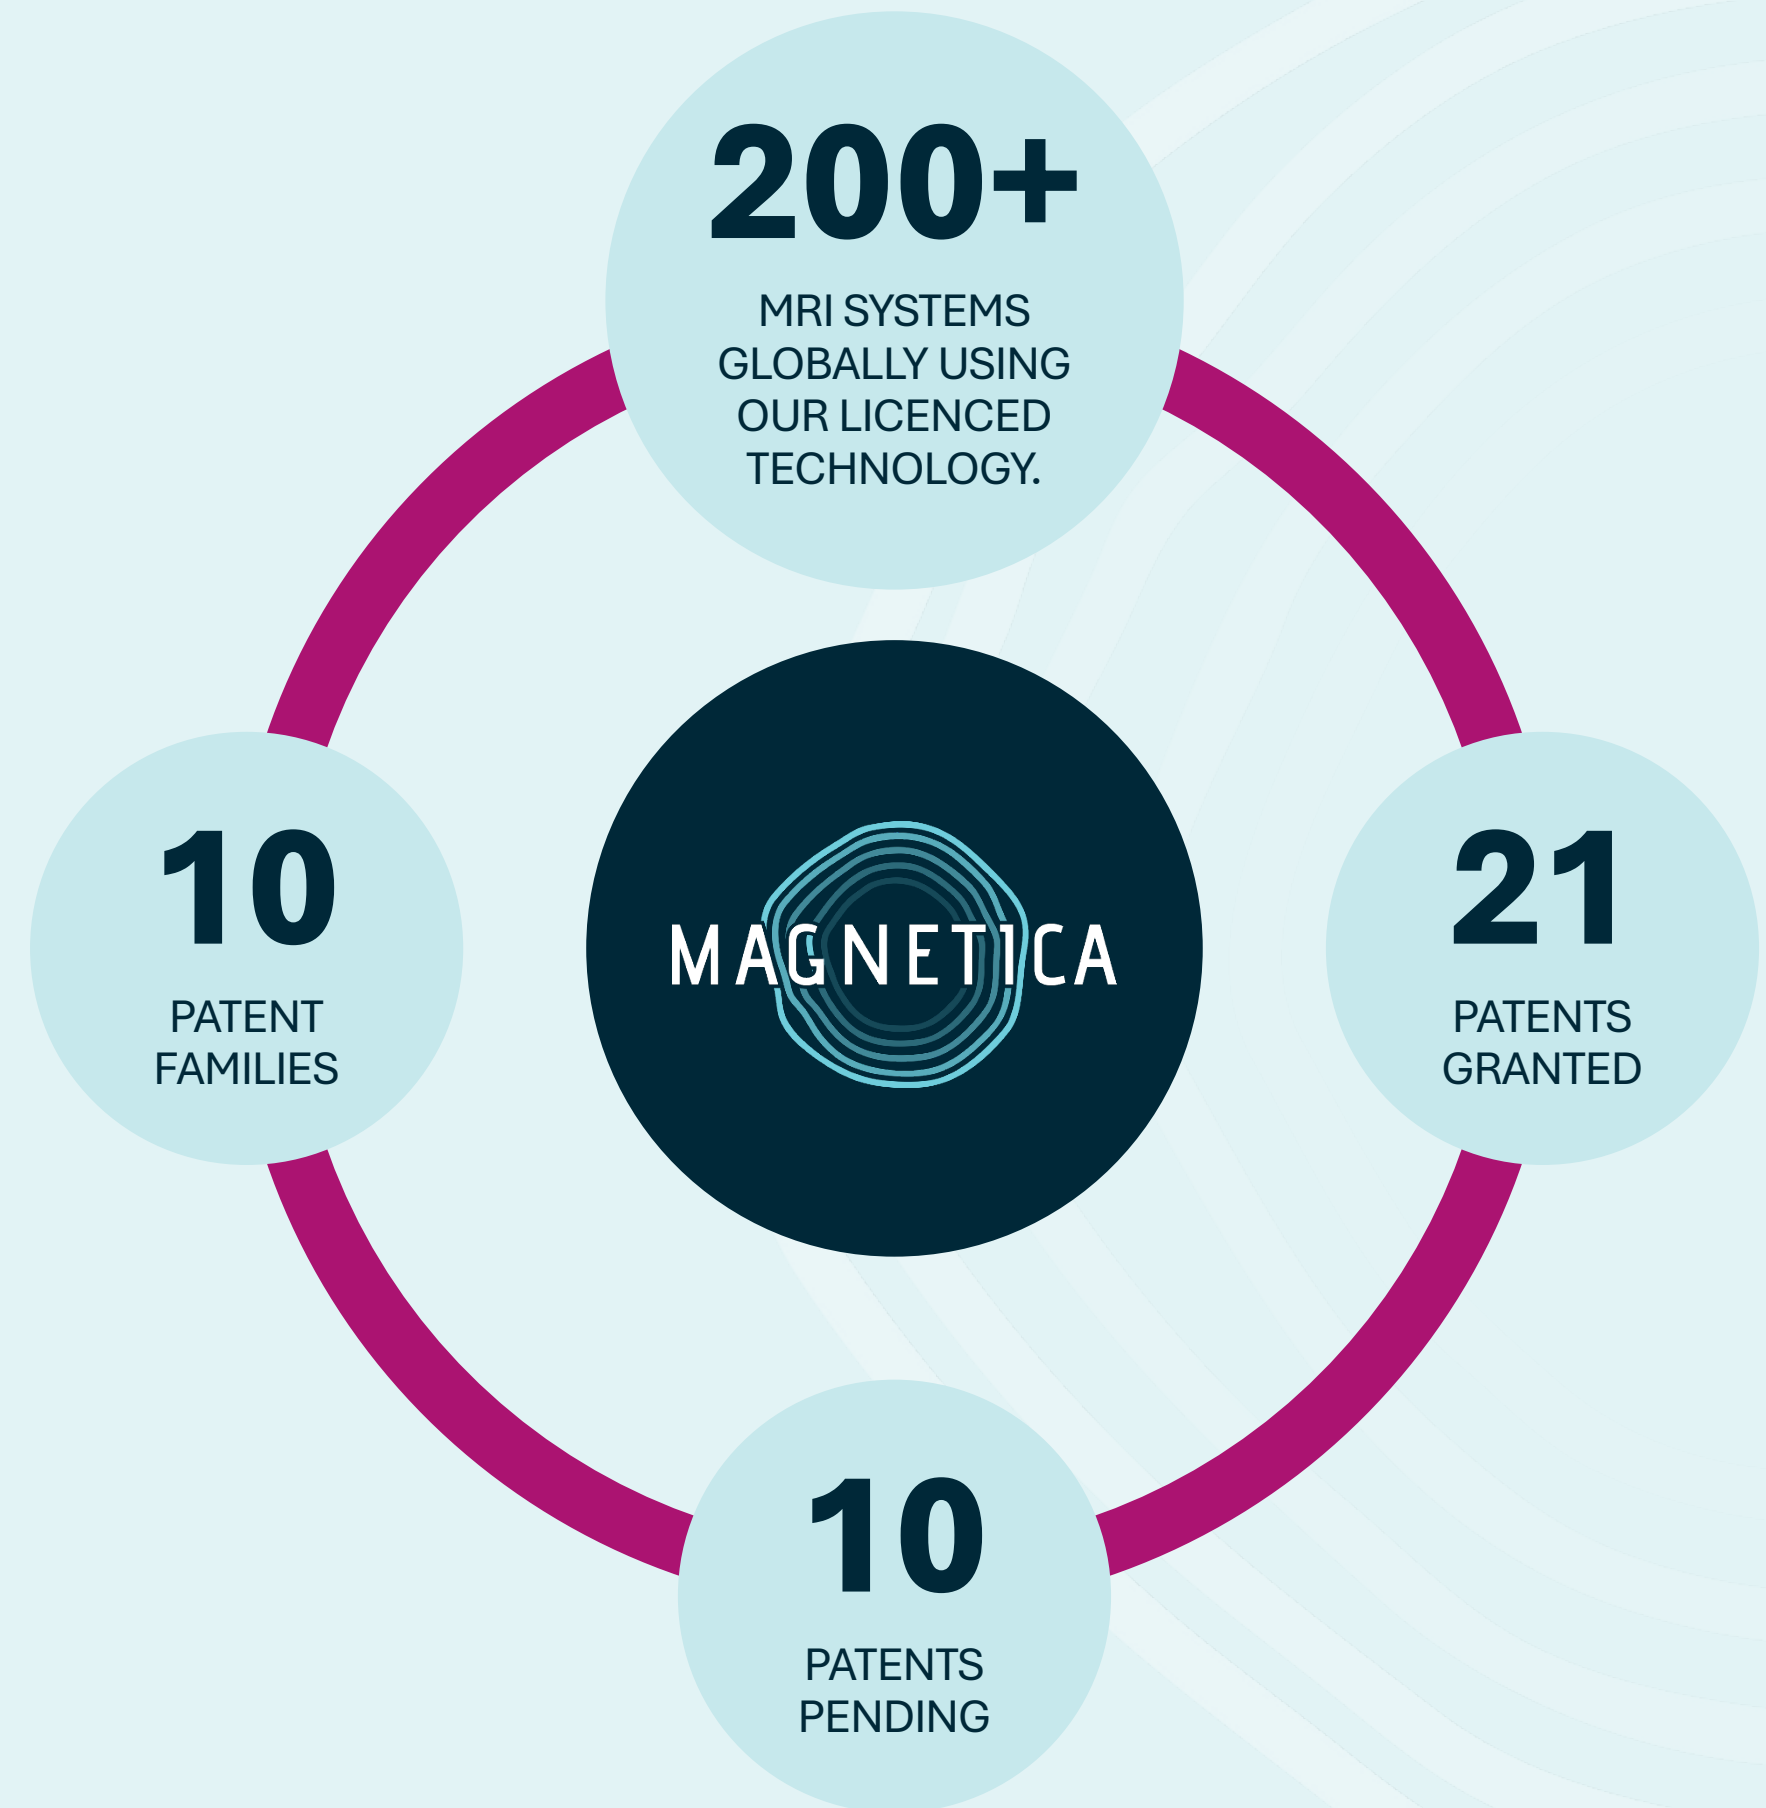 200+
MRI SYSTEMS
GLOBALLY USING
OUR LICENCED
TECHNOLOGY.
10
PATENT
FAMILIES
MAGNETICA
21
PATENTS
GRANTED
10
PATENTS
PENDING